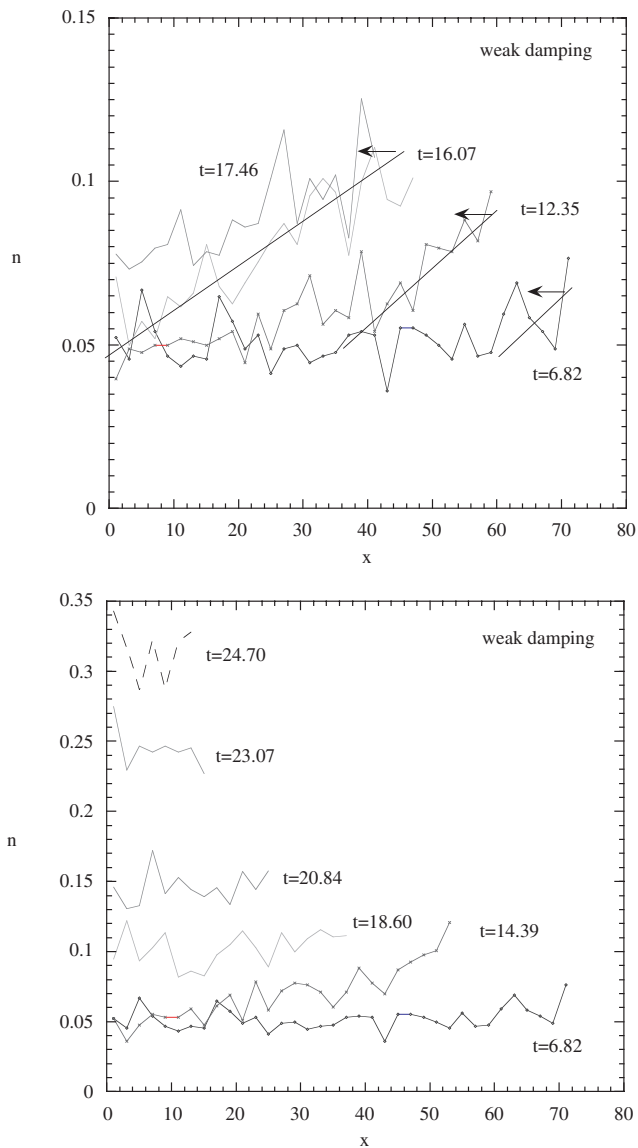 0.15
weak damping
t=17.46
t=16.07
0.1
t=12.35
n
0.05
t=6.82
0
0 10 20 30 40 50 60 70 80
x
0.35
weak damping
t=24.70
0.3
0.25
t=23.07
0.2
n
0.15
t=20.84
t=18.60
t=14.39
0.1
0.05
t=6.82
0
0 10 20 30 40 50 60 70 80
x